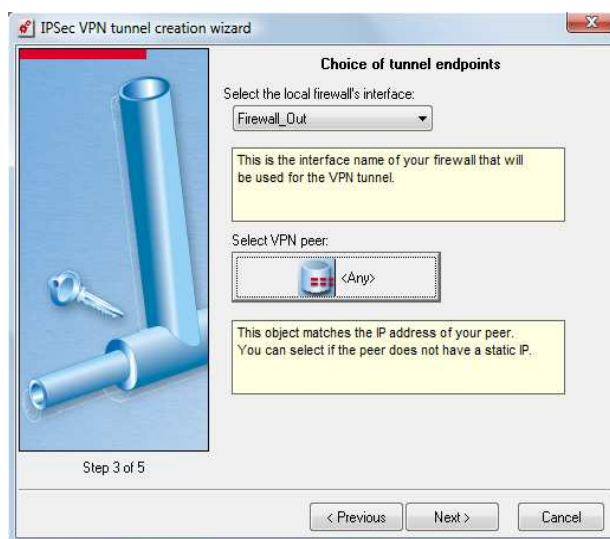 IPSec VPN tunnel creation wizard
Choice of tunnel endpoints
Select the local firewall's interface:
Firewall_Out
This is the interface name of your firewall that will
be used for the VPN tunnel.
Select VPN peer:
<Any>
This object matches the IP address of your peer.
You can select if the peer does not have a static IP.
Step 3 of 5
< Previous
Next >
Cancel